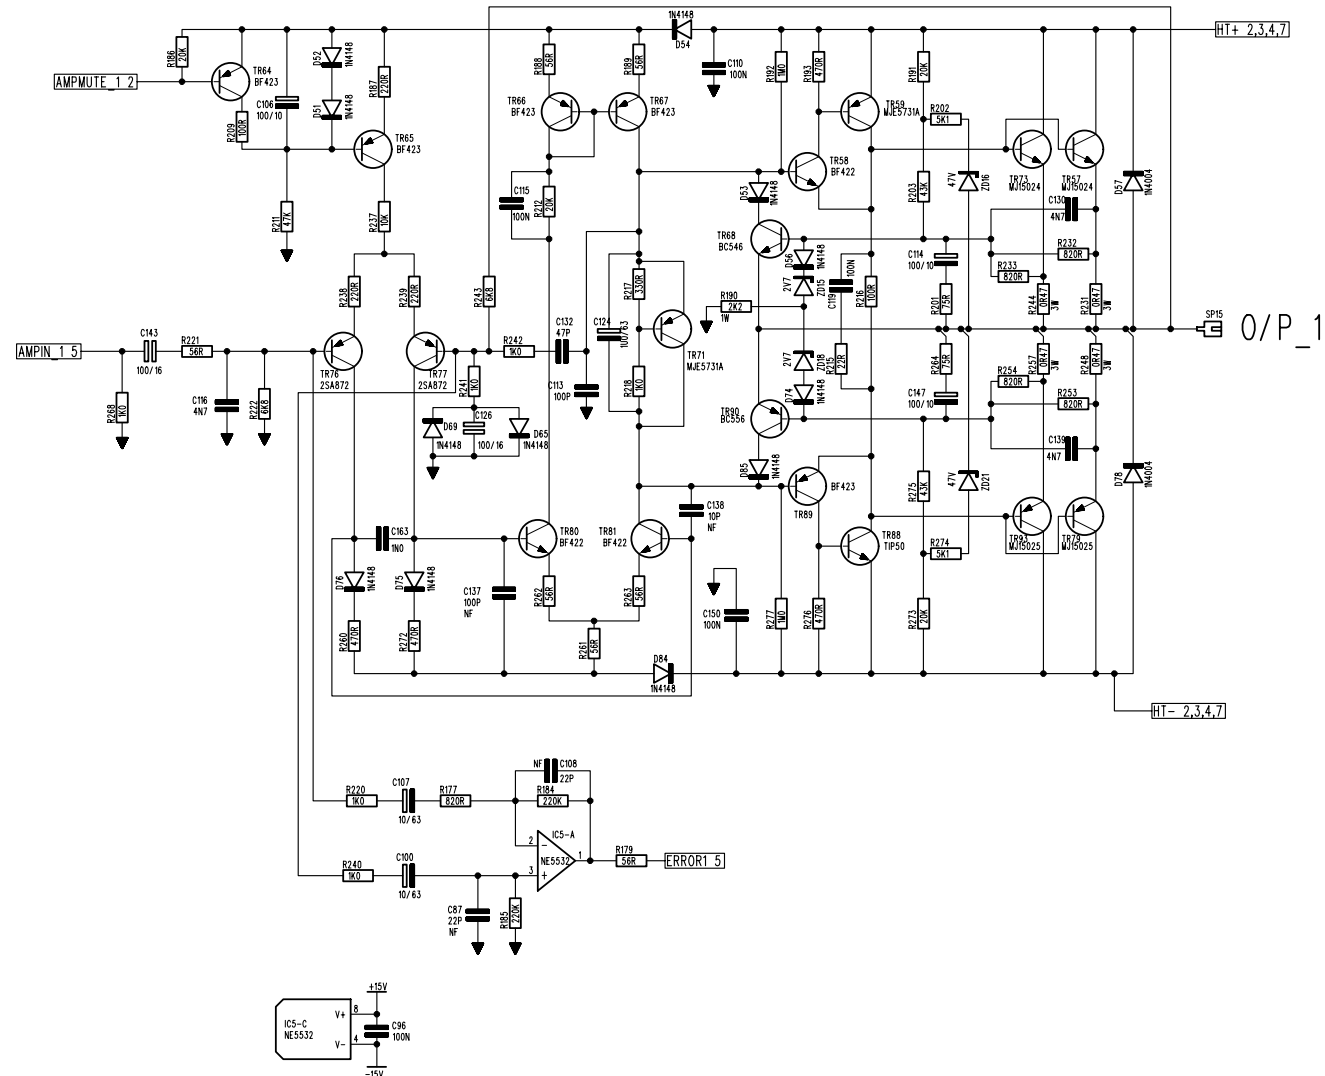 1N4148
D54
HT+ 2,3,4,7
AMPMUTE_1 2
R186
20K
TR64
BF423
C106
100/10
D52
1N4148
D51
1N4148
R187
220R
R188
56R
R189
56R
C110
100N
R192
1M0
R193
470R
R191
20K
TR66
BF423
TR67
BF423
TR59
MJE5731A
R202
5K1
R209
100R
TR65
BF423
TR58
BF422
TR73
MJ15024
TR57
MJ15024
R211
47K
R237
10K
C115
100N
R212
20K
D53
1N4148
R203
43K
47V
ZD16
D57
1N4004
C130
4N7
TR68
BC546
D56
1N4148
R232
820R
R238
220R
R239
220R
R243
6K8
R217
330R
2V7
ZD15
C119
100N
R216
100R
C114
100/10
R233
820R
R190
2K2
1W
R201
75R
R244
0R47
3W
R231
0R47
3W
SP15
O/P_1
AMPIN_1 5
C143
100/16
R221
56R
TR76
2SA872
TR77
2SA872
R242
1K0
C132
47P
C124
100/63
TR71
MJE5731A
2V7
ZD18
R215
22R
R264
75R
R257
0R47
3W
R248
0R47
3W
R268
1K0
C116
4N7
R222
6K8
R241
1K0
C113
100P
R218
1K0
D74
1N4148
R254
820R
R253
820R
C147
100/10
D69
1N4148
C126
100/16
D65
1N4148
TR90
BC556
C139
4N7
D85
1N4148
BF423
TR89
R275
43K
47V
ZD21
D78
1N4004
C163
1N0
TR80
BF422
TR81
BF422
C138
10P
NF
TR88
TIP50
R274
5K1
TR93
MJ15025
TR79
MJ15025
D76
1N4148
D75
1N4148
C137
100P
NF
R262
56R
R263
56R
C150
100N
R277
1M0
R276
470R
R273
20K
R260
470R
R272
470R
R261
56R
D84
1N4148
HT- 2,3,4,7
NF
C108
22P
R220
1K0
C107
10/63
R177
820R
R184
220K
IC5-A
2
NE5532
1
3
R179
56R
ERROR1 5
R240
1K0
C100
10/63
C87
22P
NF
R185
220K
+15V
IC5-C
NE5532
V+
8
V-
4
C96
100N
-15V